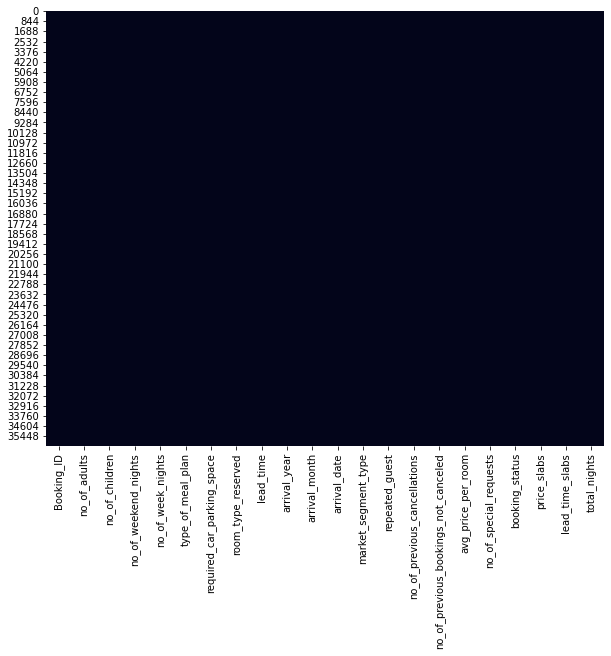 0
844
1688
2532
3376
4220
5064
5908
6752
7596
8440
9284
10128
10972
11816
12660
13504
14348
15192
16036
16880
17724
18568
19412
20256
21100
21944
22788
23632
24476
25320
26164
27008
27852
28696
29540
30384
31228
32072
32916
33760
34604
35448
Booking_ID
no_of_adults
no_of_children
no_of_weekend_nights
no_of_week_nights
type_of_meal_plan
required_car_parking_space
room_type_reserved
lead_time
arrival_year
arrival_month
arrival_date
market_segment_type
repeated_guest
no_of_previous_cancellations
no_of_previous_bookings_not_canceled
avg_price_per_room
no_of_special_requests
booking_status
price_slabs
lead_time_slabs
total_nights